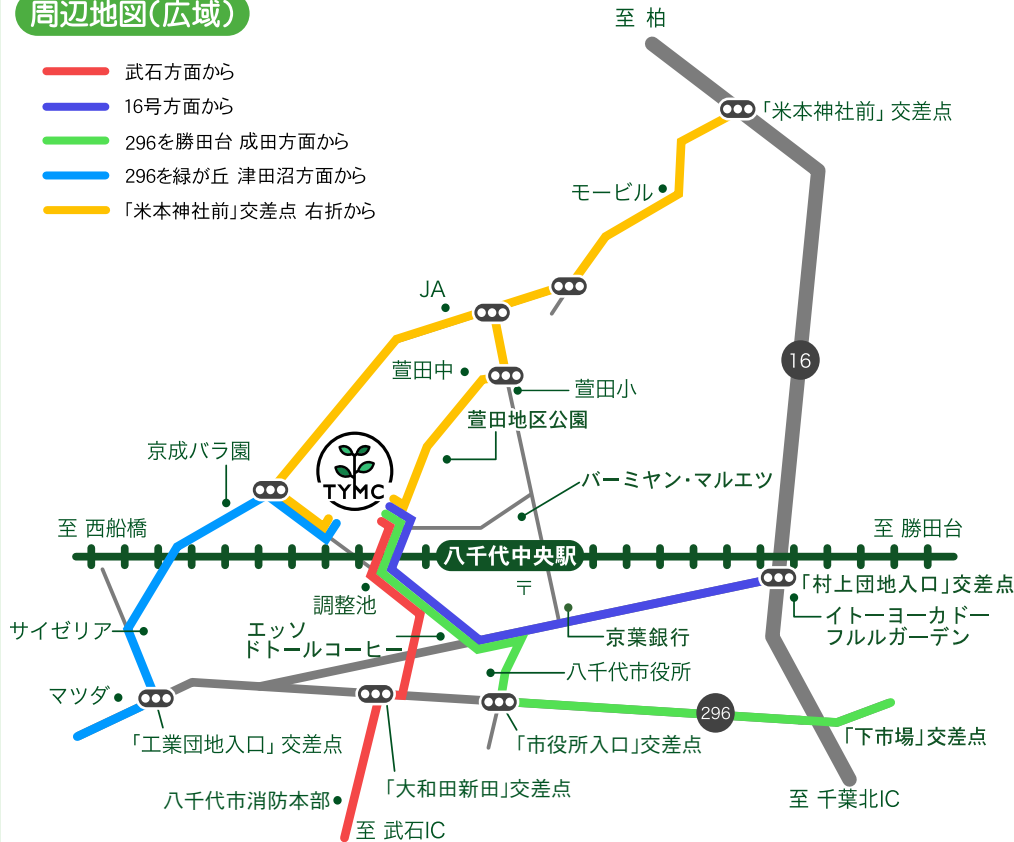 周辺地図(広域)
武石方面から
16号方面から
296を勝田台 成田方面から
296を緑が丘 津田沼方面から
「米本神社前」交差点 右折から
至 柏
「米本神社前」交差点
モービル
JA
萱田中
萱田小
萱田地区公園
16
京成バラ園
TYMC
バーミヤン・マルエツ
至 西船橋
至 勝田台
八千代中央駅
〒
「村上団地入口」交差点
調整池
イトーヨーカドー
フルルガーデン
サイゼリア
エッソ
ドトールコーヒー
京葉銀行
八千代市役所
マツダ
296
「工業団地入口」交差点
「市役所入口」交差点
「下市場」交差点
「大和田新田」交差点
八千代市消防本部
至 千葉北IC
至 武石IC